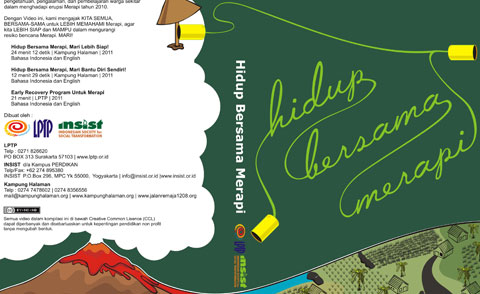 pengetahuan, pengalaman, dan pembelajaran warga sekitar
dalam menghadapi erupsi Merapi tahun 2010.
Dengan Video ini, kami mengajak KITA SEMUA,
BERSAMA-SAMA untuk LEBIH MEMAHAMI Merapi, agar
kita LEBIH SIAP dan MAMPU dalam mengurangi
resiko bencana Merapi. MARI!
Hidup Bersama Merapi, Mari Lebih Siap!
24 menit 12 detik | Kampung Halaman | 2011
Bahasa Indonesia dan English
Hidup Bersama Merapi, Mari Bantu Diri Sendiri!
12 menit 29 detik | Kampung Halaman | 2011
Bahasa Indonesia dan English
Early Recovery Program Untuk Merapi
21 menit | LPTP | 2011
Bahasa Indonesia dan English
Dibuat oleh :
LPTP
insist
INDONESIAN SOCIETY for
SOCIAL TRANSFORMATION
LPTP
Telp : 0271 828620
PO BOX 313 Surakarta 57103 | www.lptp.or.id
INSIST d/a Kampus PERDIKAN
Telp/Fax: +62 274 895380
INSIST P.O Box 296, MPC Yk 55000. Yogyakarta | info@insist.or.id |www.insist.or.id
Kampung Halaman
Telp : 0274 7478602 | 0274 8356556
mail@kampunghalaman.org | www.kampunghalaman.org | www.jalanremaja1208.org
Semua video dalam kompilasi ini di bawah Creative Common Licence (CCL)
dapat diperbanyak dan disebarluaskan untuk kepentingan pendidikan non profit
tanpa mengubah bentuk.
Hidup Bersama Merapi
LPTP
insist
hidup
bersama
merapi